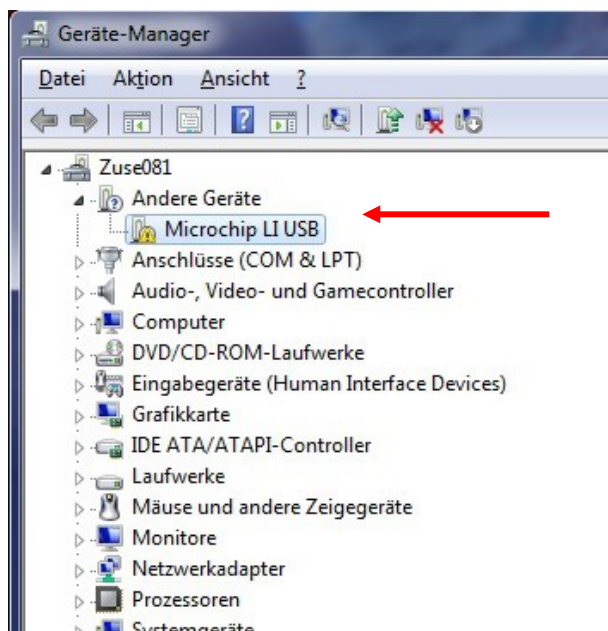 Geräte-Manager
Datei Aktion Ansicht ?
Zuse081
Andere Geräte
Microchip LI USB
Anschlüsse (COM & LPT)
Audio-, Video- und Gamecontroller
Computer
DVD/CD-ROM-Laufwerke
Eingabegeräte (Human Interface Devices)
Grafikkarte
IDE ATA/ATAPI-Controller
Laufwerke
Mäuse und andere Zeigegeräte
Monitore
Netzwerkadapter
Prozessoren
Systemgeräte